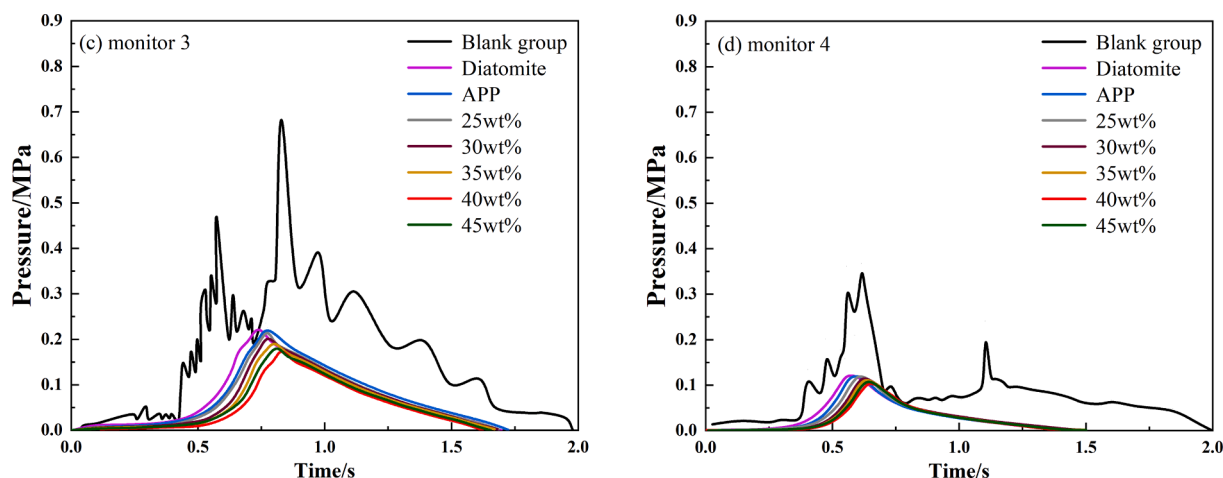 (c) monitor 3
Blank group
Diatomite
APP
25wt%
30wt%
35wt%
40wt%
45wt%
Pressure/MPa
0.9
0.8
0.7
0.6
0.5
0.4
0.3
0.2
0.1
0.0
0.0 0.5 1.0 1.5 2.0
Time/s
(d) monitor 4
Blank group
Diatomite
APP
25wt%
30wt%
35wt%
40wt%
45wt%
Pressure/MPa
0.9
0.8
0.7
0.6
0.5
0.4
0.3
0.2
0.1
0.0
0.0 0.5 1.0 1.5 2.0
Time/s